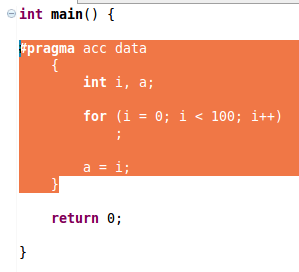 int main() {
#pragma acc data
{
int i, a;
for (i = 0; i < 100; i++)
;
a = i;
}
return 0;
}